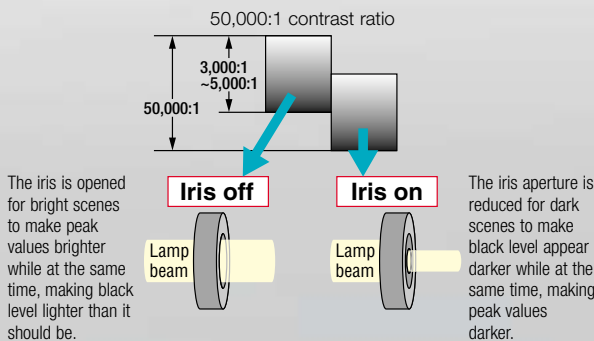 50,000:1 contrast ratio
3,000:1
~5,000:1
50,000:1
Iris off
Iris on
The iris is opened
for bright scenes
to make peak
values brighter
while at the same
time, making black
level lighter than it
should be.
Lamp
beam
Lamp
beam
The iris aperture is
reduced for dark
scenes to make
black level appear
darker while at the
same time, making
peak values
darker.